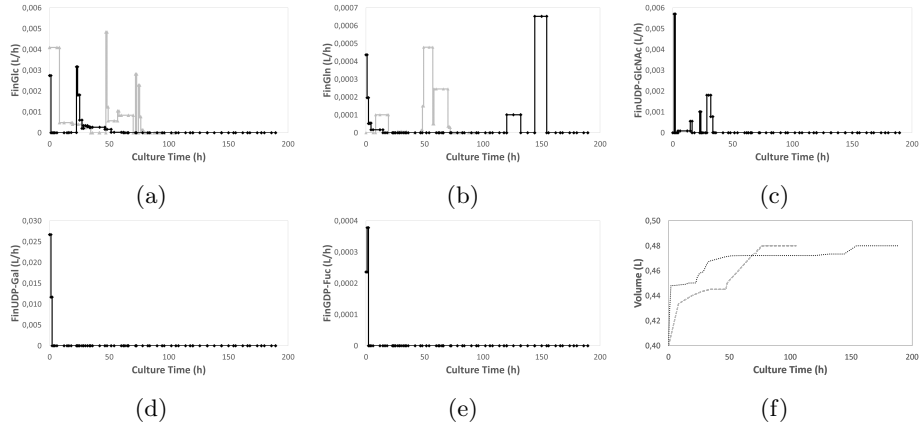 0,006
0,005
0,004
0,003
0,002
0,001
0
FinGlc (L/h)
0 50 100 150 200
Culture Time (h)
(a)
0,0007
0,0006
0,0005
0,0004
0,0003
0,0002
0,0001
0
FinGln (L/h)
0 50 100 150 200
Culture Time (h)
(b)
0,006
0,005
0,004
0,003
0,002
0,001
0
FinUDP-GlcNAc (L/h)
0 50 100 150 200
Culture Time (h)
(c)
0,030
0,025
0,020
0,015
0,010
0,005
0
FinUDP-Gal (L/h)
0 50 100 150 200
Culture Time (h)
(d)
0,0004
0,0003
0,0002
0,0001
0
FinGDP-Fuc (L/h)
0 50 100 150 200
Culture Time (h)
(e)
0,50
0,48
0,46
0,44
0,42
0,40
Volume (L)
0 50 100 150 200
Culture Time (h)
(f)